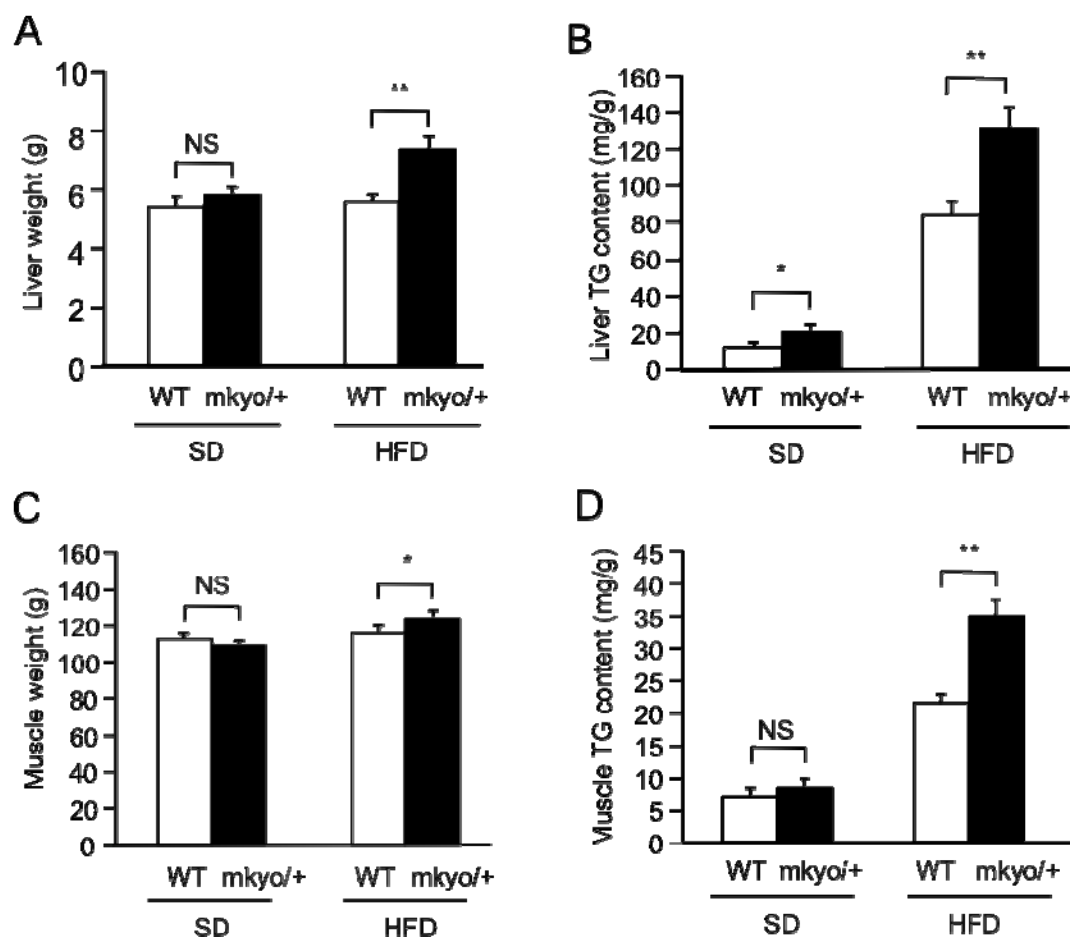 A
Liver weight (g)
10
8
6
4
2
0
NS
**
WT mkyo/+ WT mkyo/+
SD HFD
B
Liver TG content (mg/g)
160
140
120
100
80
60
40
20
0
*
**
WT mkyo/+ WT mkyo/+
SD HFD
C
Muscle weight (g)
160
140
120
100
80
60
40
20
0
NS
*
WT mkyo/+ WT mkyo/+
SD HFD
D
Muscle TG content (mg/g)
45
40
35
30
25
20
15
10
5
0
NS
**
WT mkyo/+ WT mkyo/+
SD HFD